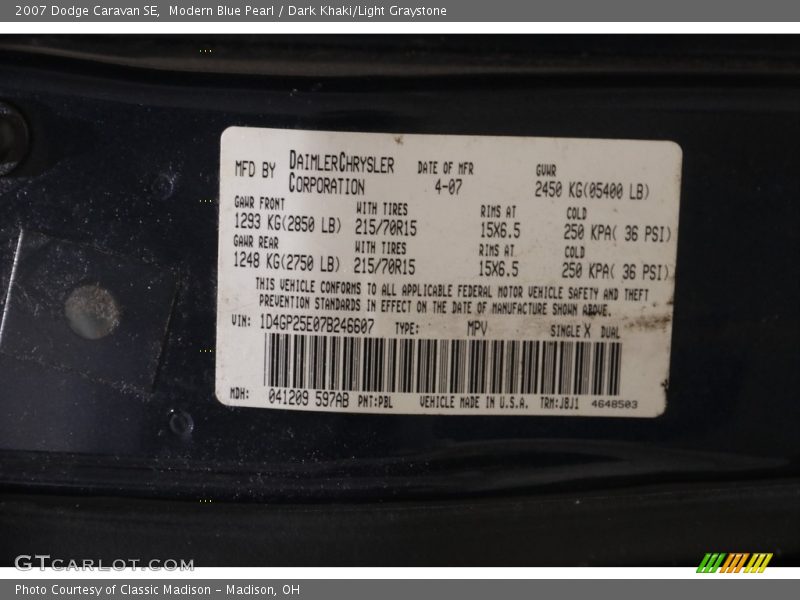 2007 Dodge Caravan SE,  Modern Blue Pearl / Dark Khaki/Light Graystone
MFD BY DAIMLERCHRYSLER CORPORATION DATE OF MFR 4-07 GVWR 2450 KG(05400 LB)
GAWR FRONT WITH TIRES RIMS AT COLD
1293 KG(2850 LB) 215/70R15 15X6.5 250 KPA( 36 PSI)
GAWR REAR WITH TIRES RIMS AT COLD
1248 KG(2750 LB) 215/70R15 15X6.5 250 KPA( 36 PSI)
THIS VEHICLE CONFORMS TO ALL APPLICABLE FEDERAL MOTOR VEHICLE SAFETY AND THEFT
PREVENTION STANDARDS IN EFFECT ON THE DATE OF MANUFACTURE SHOWN ABOVE.
VIN: 1D4GP25E07B246607 TYPE: MPV SINGLE X DUAL
MDH: 041209 597AB PNT:PBL VEHICLE MADE IN U.S.A. TRM:J8J1 4648503
GTCARLOT.COM
Photo Courtesy of Classic Madison – Madison, OH